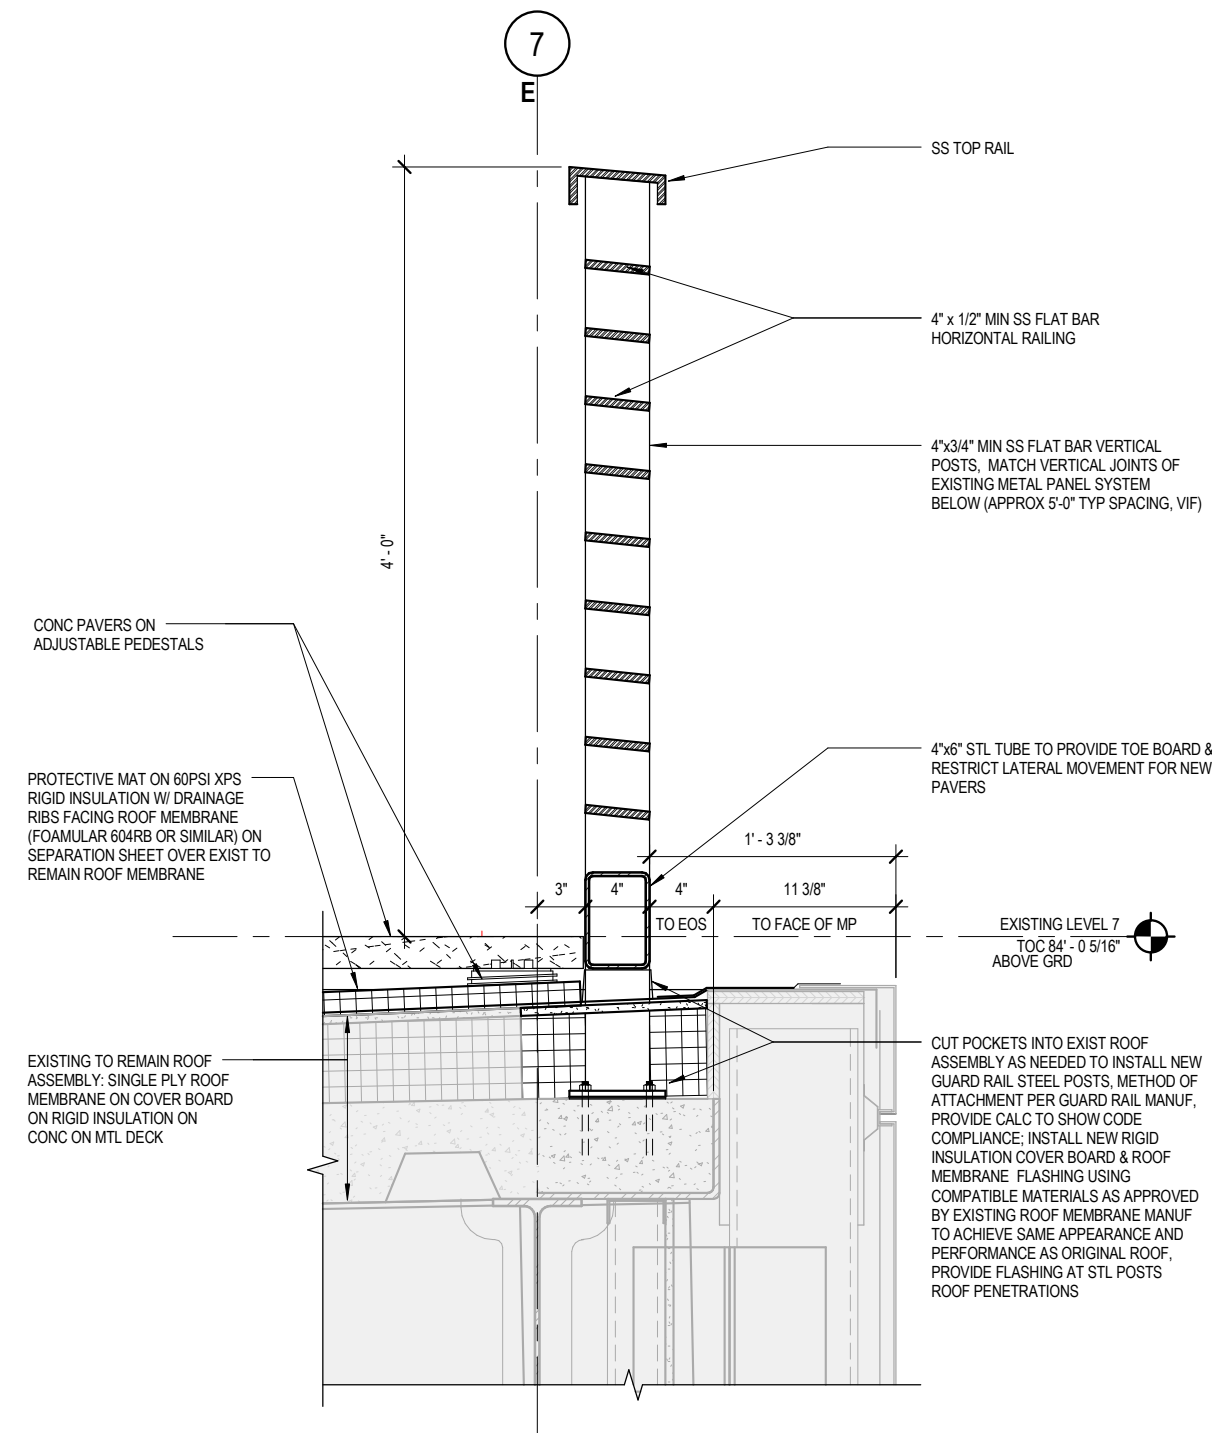 7
E
SS TOP RAIL
4" x 1/2" MIN SS FLAT BAR
HORIZONTAL RAILING
4"x3/4" MIN SS FLAT BAR VERTICAL
POSTS, MATCH VERTICAL JOINTS OF
EXISTING METAL PANEL SYSTEM
BELOW (APPROX 5'-0" TYP SPACING, VIF)
4' - 0"
CONC PAVERS ON
ADJUSTABLE PEDESTALS
4"x6" STL TUBE TO PROVIDE TOE BOARD &
RESTRICT LATERAL MOVEMENT FOR NEW
PAVERS
PROTECTIVE MAT ON 60PSI XPS
RIGID INSULATION W/ DRAINAGE
RIBS FACING ROOF MEMBRANE
(FOAMULAR 604RB OR SIMILAR) ON
SEPARATION SHEET OVER EXIST TO
REMAIN ROOF MEMBRANE
1' - 3 3/8"
3" 4" 4" 11 3/8"
TO EOS TO FACE OF MP
EXISTING LEVEL 7
TOC 84' - 0 5/16"
ABOVE GRD
EXISTING TO REMAIN ROOF
ASSEMBLY: SINGLE PLY ROOF
MEMBRANE ON COVER BOARD
ON RIGID INSULATION ON
CONC ON MTL DECK
CUT POCKETS INTO EXIST ROOF
ASSEMBLY AS NEEDED TO INSTALL NEW
GUARD RAIL STEEL POSTS, METHOD OF
ATTACHMENT PER GUARD RAIL MANUF,
PROVIDE CALC TO SHOW CODE
COMPLIANCE; INSTALL NEW RIGID
INSULATION COVER BOARD & ROOF
MEMBRANE FLASHING USING
COMPATIBLE MATERIALS AS APPROVED
BY EXISTING ROOF MEMBRANE MANUF
TO ACHIEVE SAME APPEARANCE AND
PERFORMANCE AS ORIGINAL ROOF,
PROVIDE FLASHING AT STL POSTS
ROOF PENETRATIONS